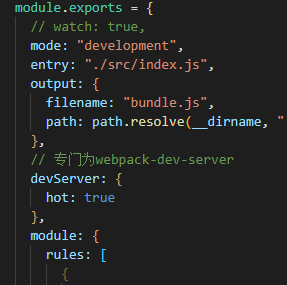 module.exports = {
// watch: true,
mode: "development",
entry: "./src/index.js",
output: {
filename: "bundle.js",
path: path.resolve(__dirname, "
},
// 专门为webpack-dev-server
devServer: {
hot: true
},
module: {
rules: [
{